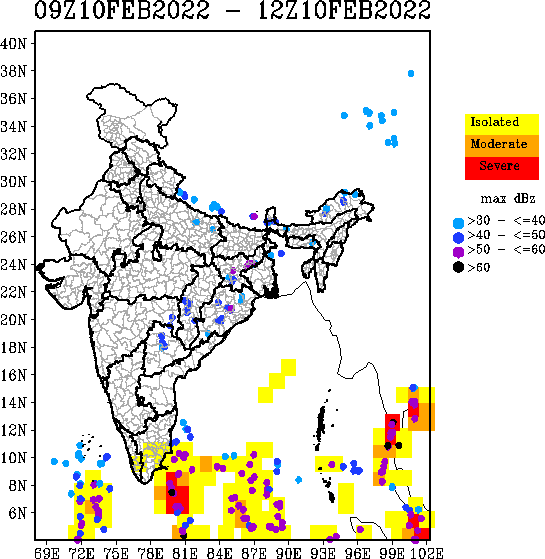 09Z10FEB2022 - 12Z10FEB2022
40N
38N
36N
34N
32N
30N
28N
26N
24N
22N
20N
18N
16N
14N
12N
10N
8N
6N
69E 72E 75E 78E 81E 84E 87E 90E 93E 96E 99E 102E
Isolated
Moderate
Severe
max dBz
>30 - <=40
>40 - <=50
>50 - <=60
>60